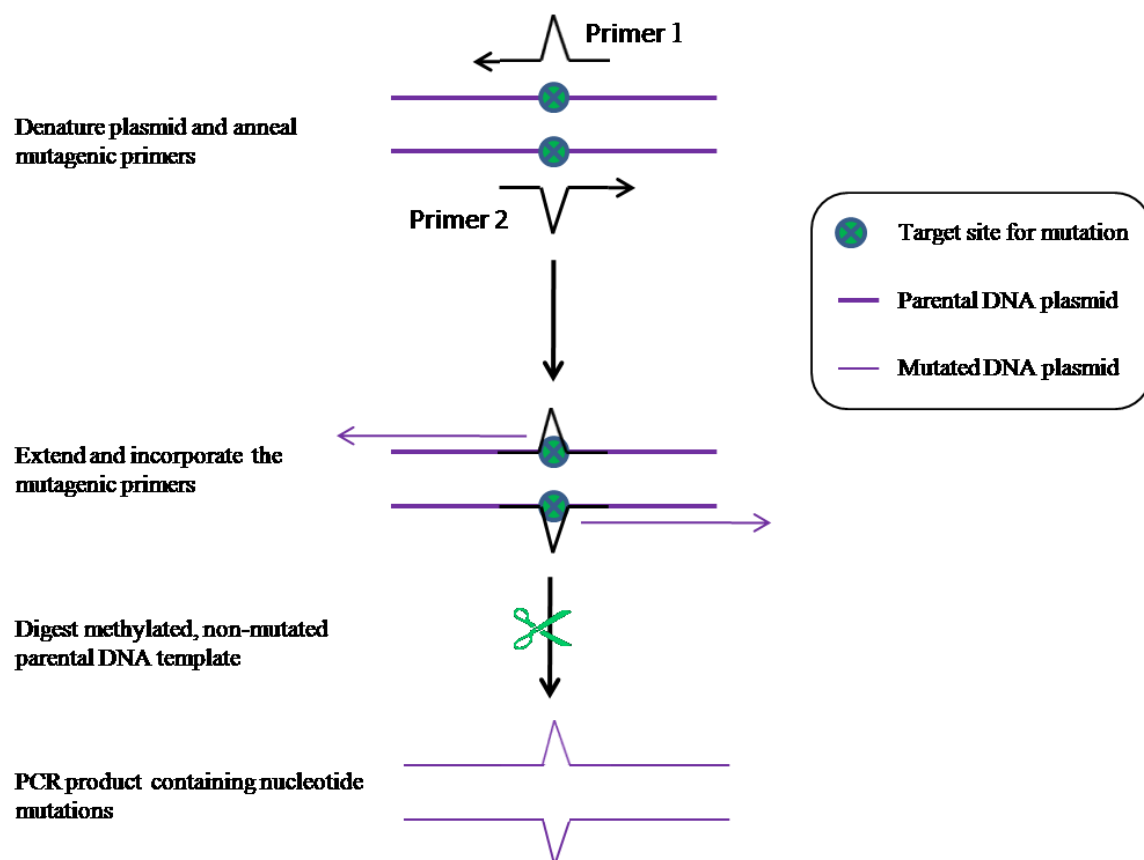 Primer 1
Denature plasmid and anneal
mutagenic primers
Primer 2
Target site for mutation
Parental DNA plasmid
Mutated DNA plasmid
Extend and incorporate the
mutagenic primers
Digest methylated, non-mutated
parental DNA template
PCR product containing nucleotide
mutations